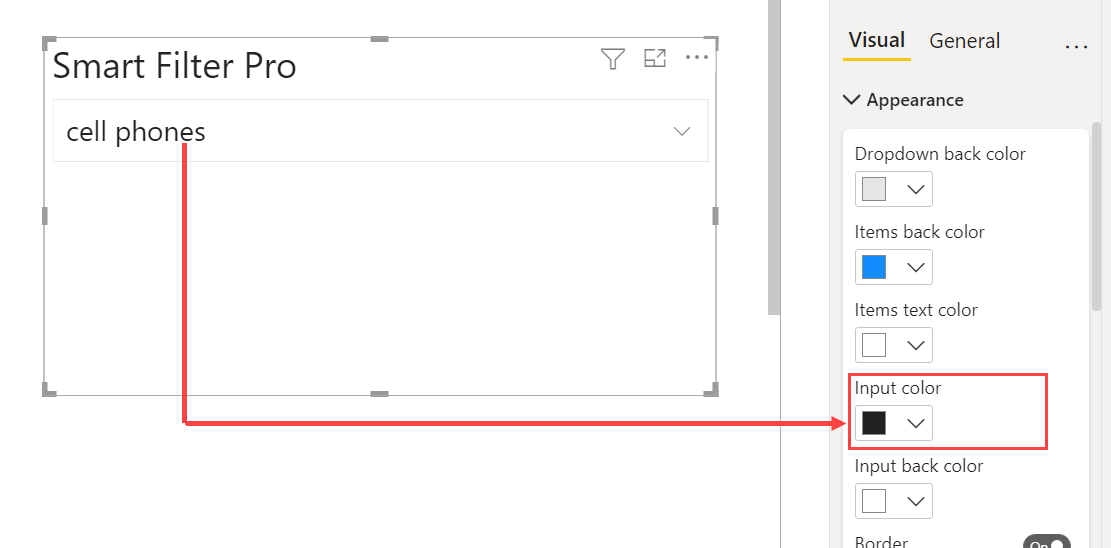 Smart Filter Pro
cell phones
Visual General
Appearance
Dropdown back color
Items back color
Items text color
Input color
Input back color
Border
On